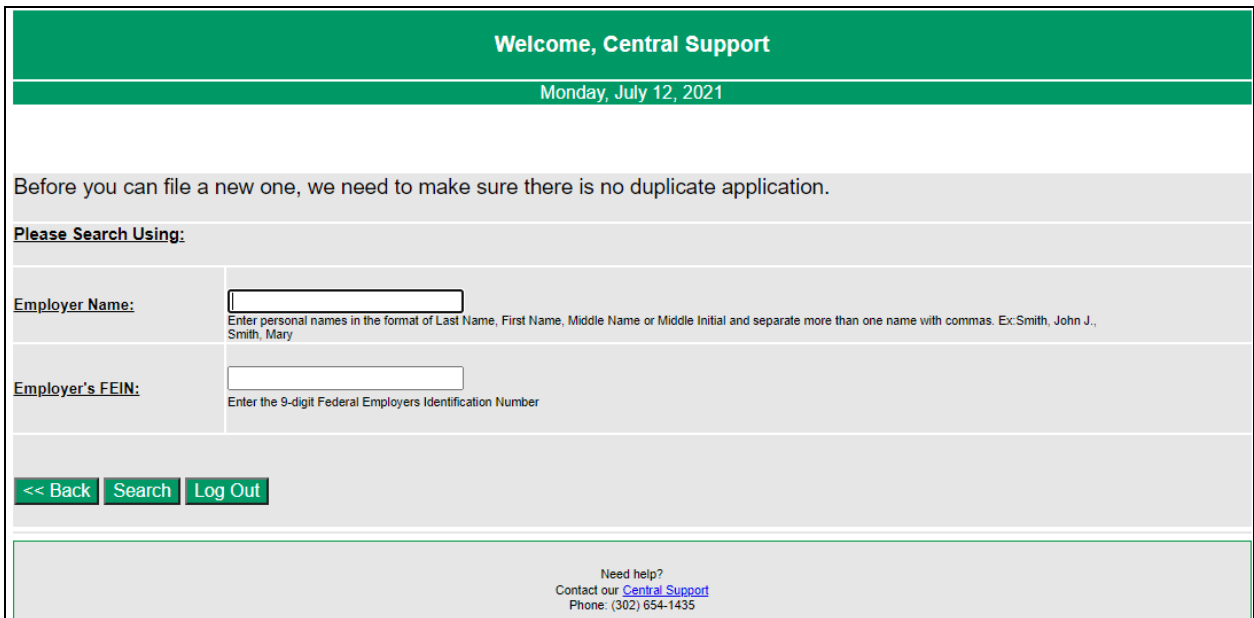 Welcome, Central Support
Monday, July 12, 2021
Before you can file a new one, we need to make sure there is no duplicate application.
Please Search Using:
Employer Name:
Enter personal names in the format of Last Name, First Name, Middle Name or Middle Initial and separate more than one name with commas. Ex:Smith, John J.,
Smith, Mary
Employer's FEIN:
Enter the 9-digit Federal Employers Identification Number
<< Back Search Log Out
Need help?
Contact our Central Support
Phone: (302) 654-1435